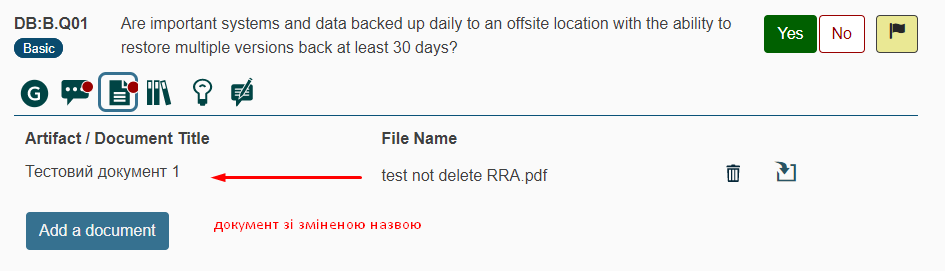 DB:B.Q01
Basic
Are important systems and data backed up daily to an offsite location with the ability to
restore multiple versions back at least 30 days?
Yes
No
G
Artifact / Document Title
File Name
Тестовий документ 1
test not delete RRA.pdf
Add a document
документ зі зміненою назвою